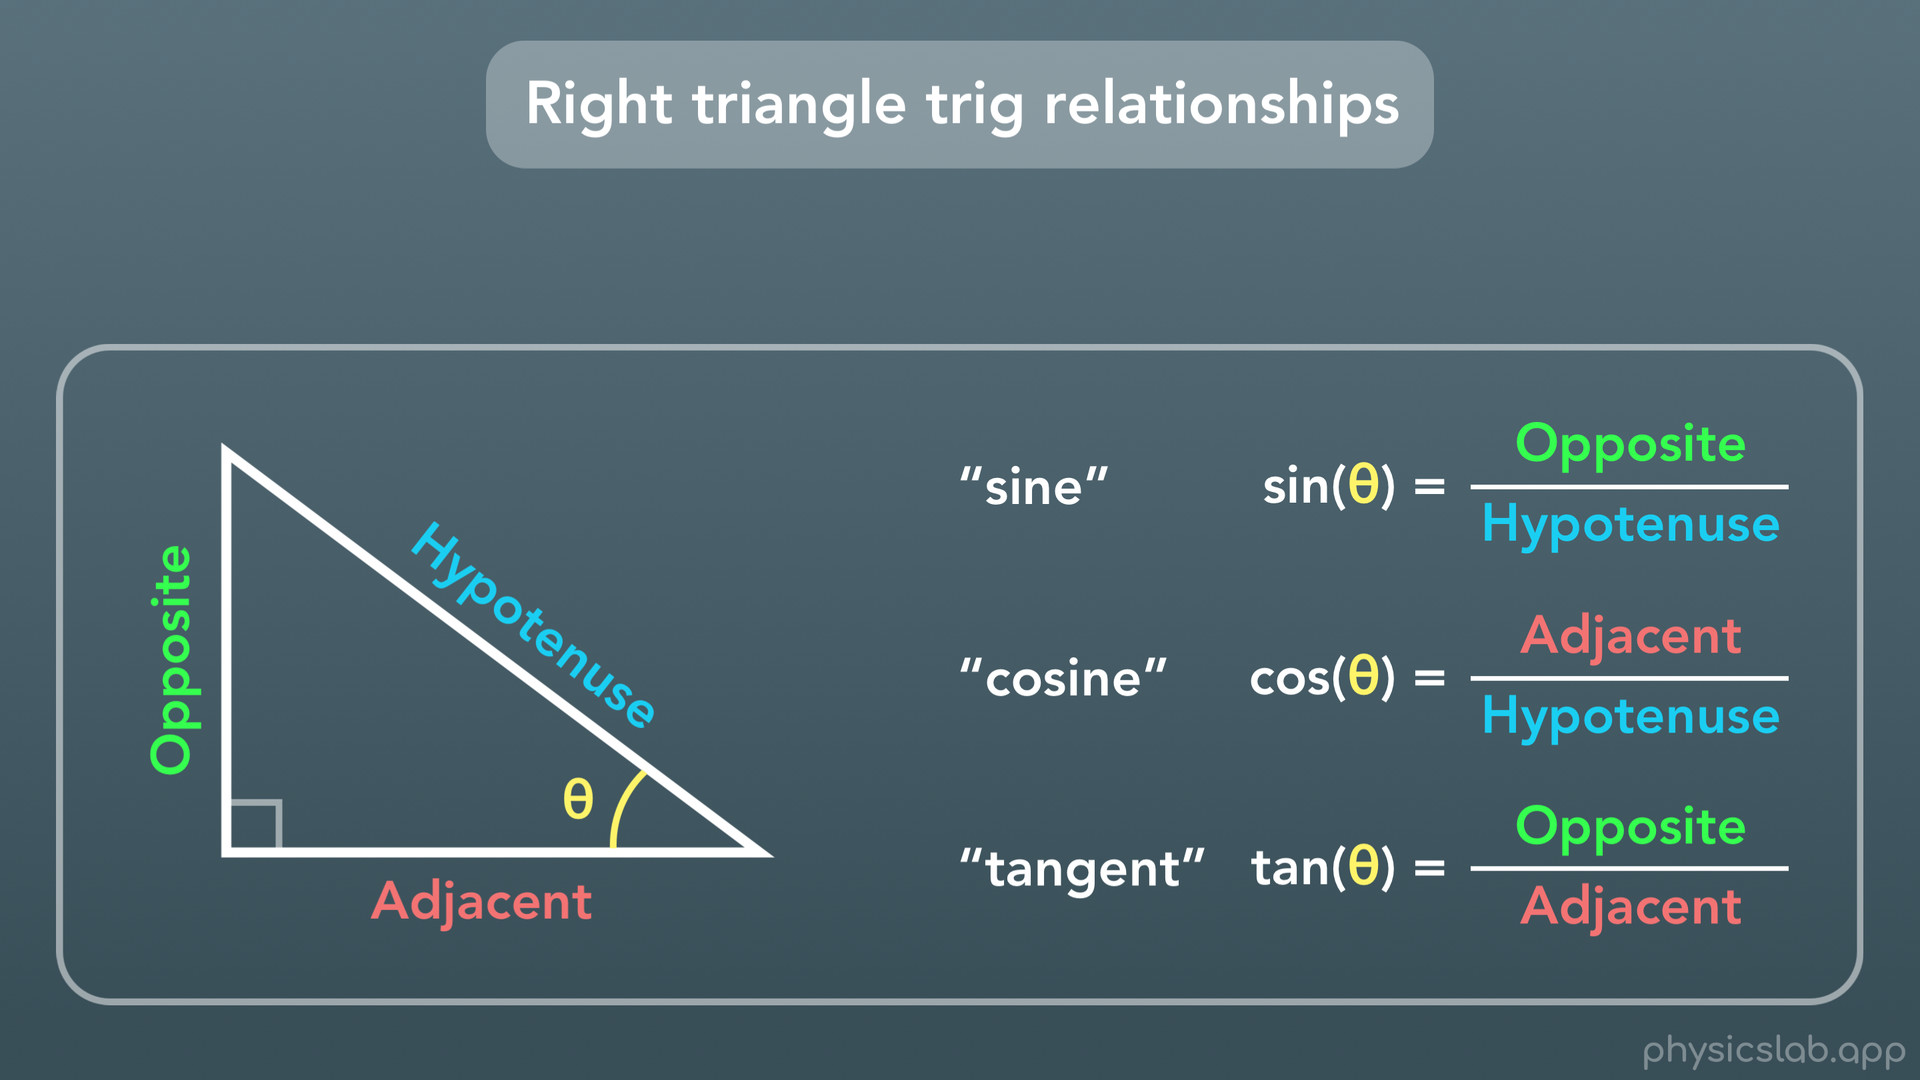 Right triangle trig relationships
Opposite
Hypotenuse
θ
Adjacent
“sine” sin(θ) = Opposite / Hypotenuse
“cosine” cos(θ) = Adjacent / Hypotenuse
“tangent” tan(θ) = Opposite / Adjacent
physicslab.app